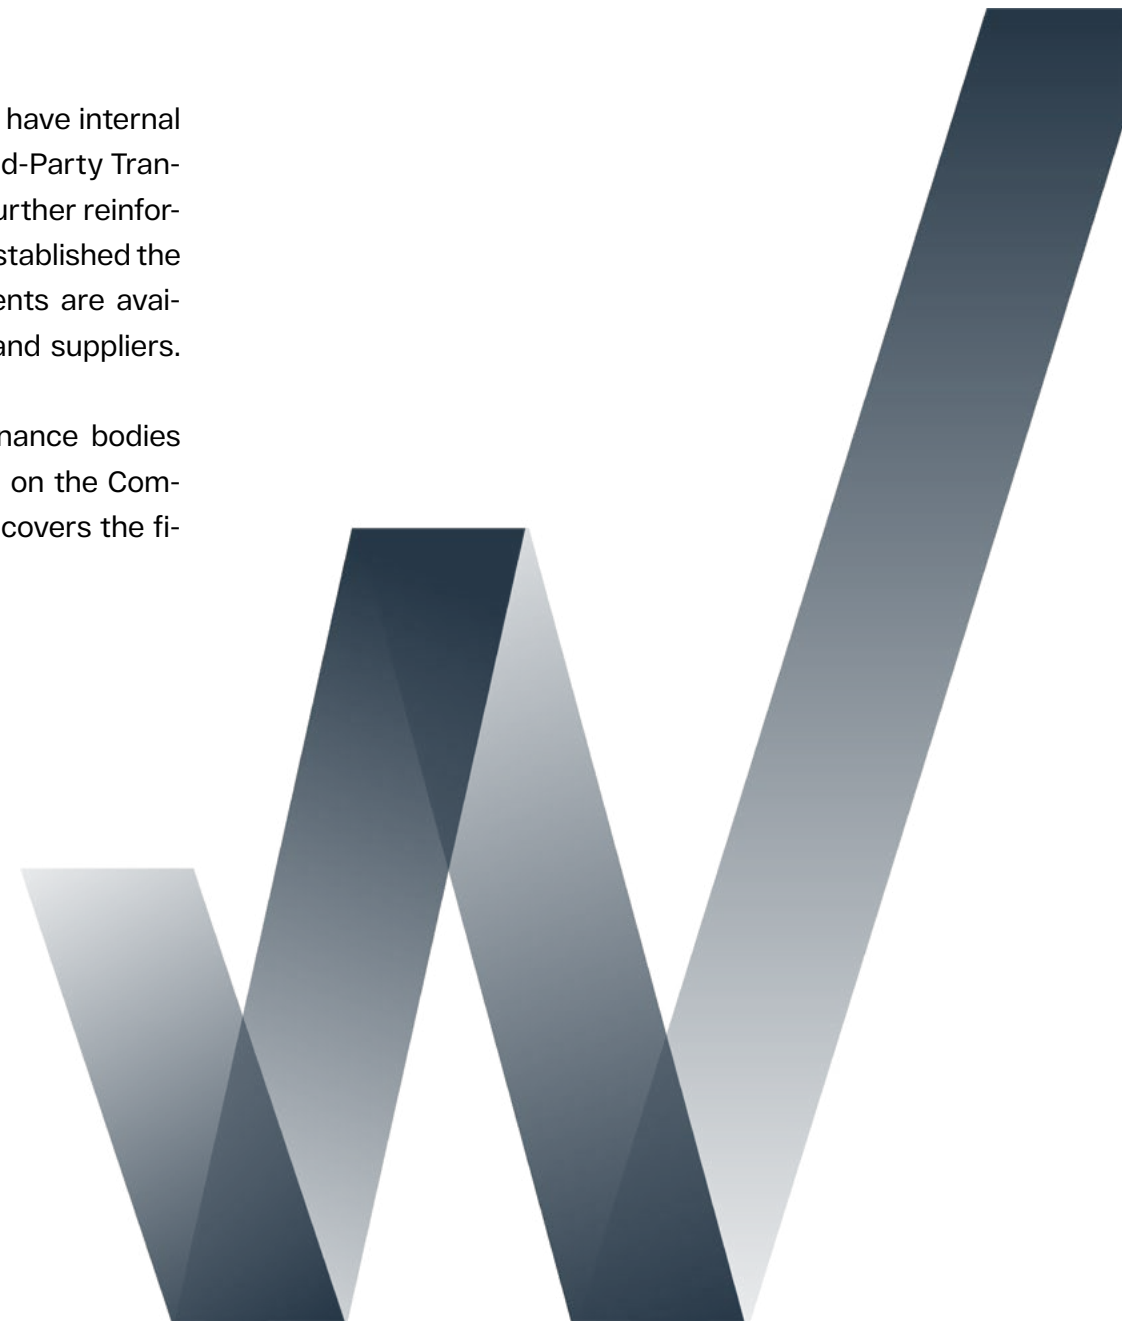 have internal
d-Party Tran-
urther reinfor-
stablished the
ents are avai-
and suppliers.
nance bodies
on the Com-
covers the fi-